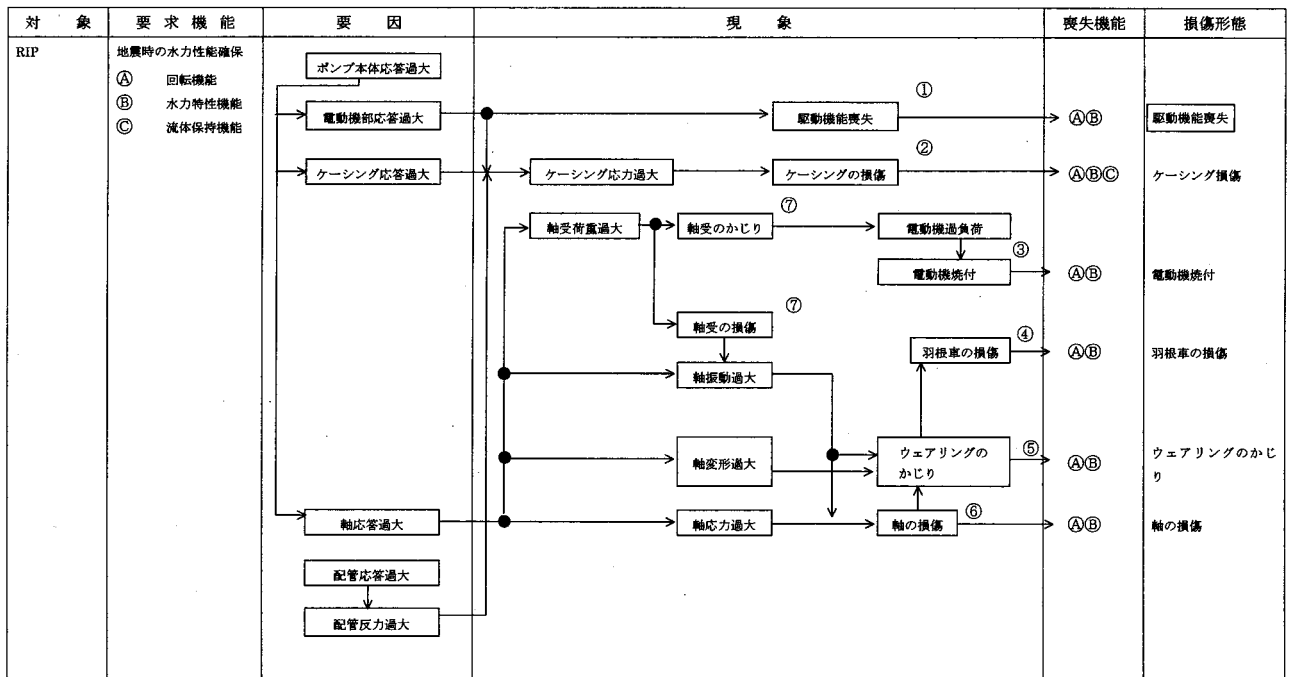 対 象
要 求 機 能
要 因
現 象
喪失機能
損傷形態
RIP
地震時の水力性能確保
Ⓐ 回転機能
Ⓑ 水力特性機能
Ⓒ 流体保持機能
ポンプ本体応答過大
電動機部応答過大
駆動機能喪失
①
ⒶⒷ
駆動機能喪失
ケーシング応答過大
ケーシング応力過大
ケーシングの損傷
②
ⒶⒷⒸ
ケーシング損傷
軸受荷重過大
軸受のかじり
⑦
電動機過負荷
電動機焼付
③
ⒶⒷ
電動機焼付
軸受の損傷
⑦
羽根車の損傷
④
ⒶⒷ
羽根車の損傷
軸振動過大
軸変形過大
ウェアリングの
かじり
⑤
ⒶⒷ
ウェアリングのかじ
り
軸応答過大
軸応力過大
軸の損傷
⑥
ⒶⒷ
軸の損傷
配管応答過大
配管反力過大